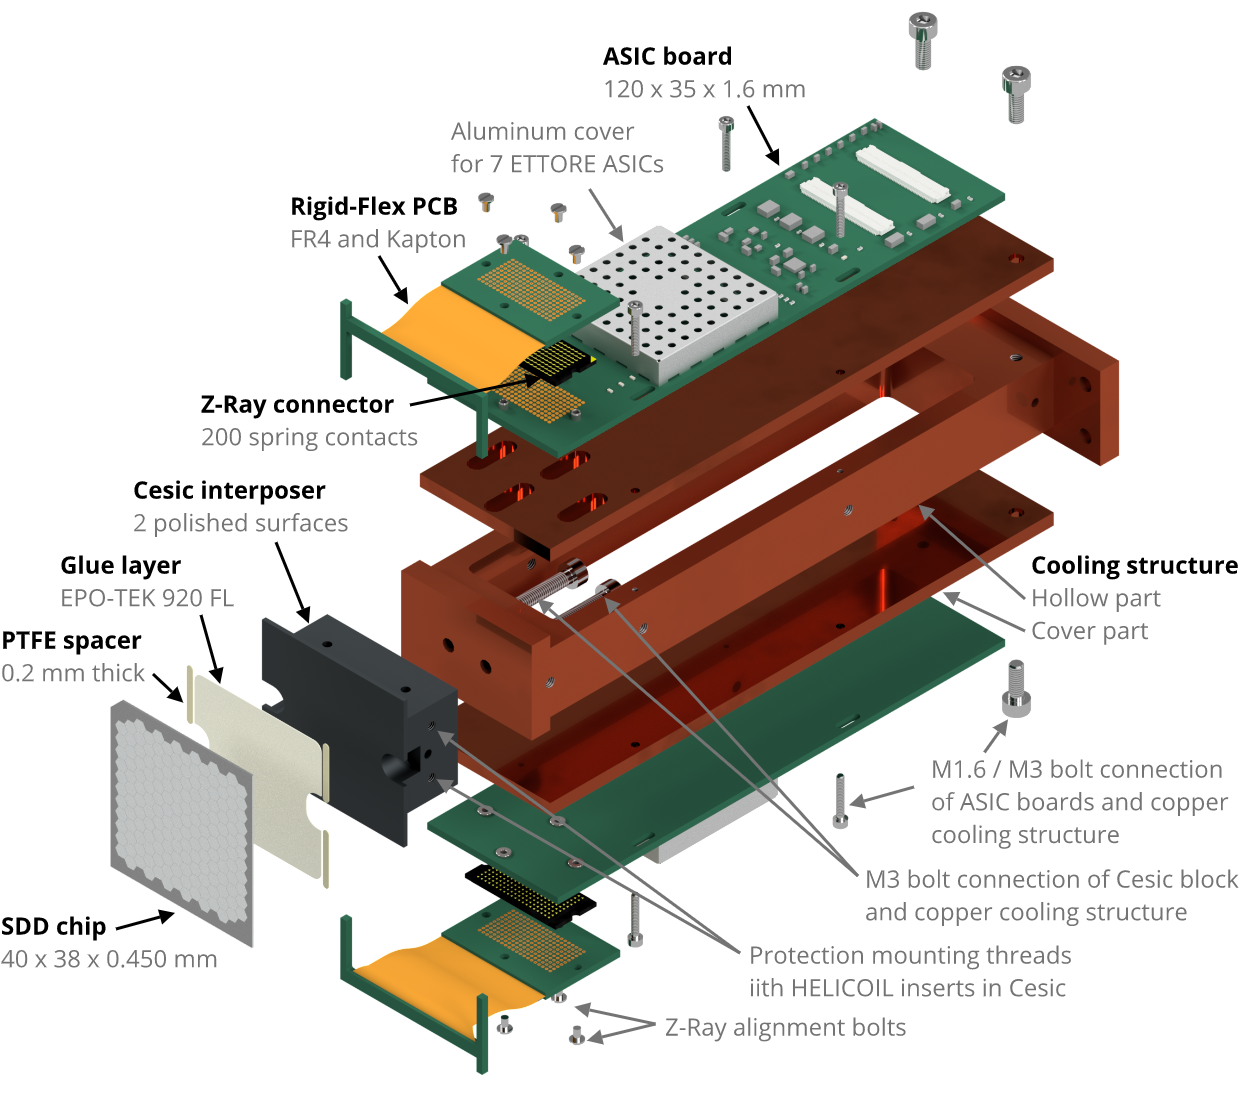 ASIC board
120 x 35 x 1.6 mm
Aluminum cover
for 7 ETTORE ASICs
Rigid-Flex PCB
FR4 and Kapton
Z-Ray connector
200 spring contacts
Cesic interposer
2 polished surfaces
Glue layer
EPO-TEK 920 FL
PTFE spacer
0.2 mm thick
SDD chip
40 x 38 x 0.450 mm
Cooling structure
Hollow part
Cover part
M1.6 / M3 bolt connection
of ASIC boards and copper
cooling structure
M3 bolt connection of Cesic block
and copper cooling structure
Protection mounting threads
iith HELICOIL inserts in Cesic
Z-Ray alignment bolts